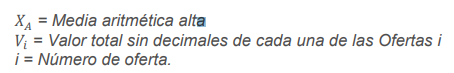 X_A = Media aritmética alta
V_i = Valor total sin decimales de cada una de las Ofertas i
i = Número de oferta.